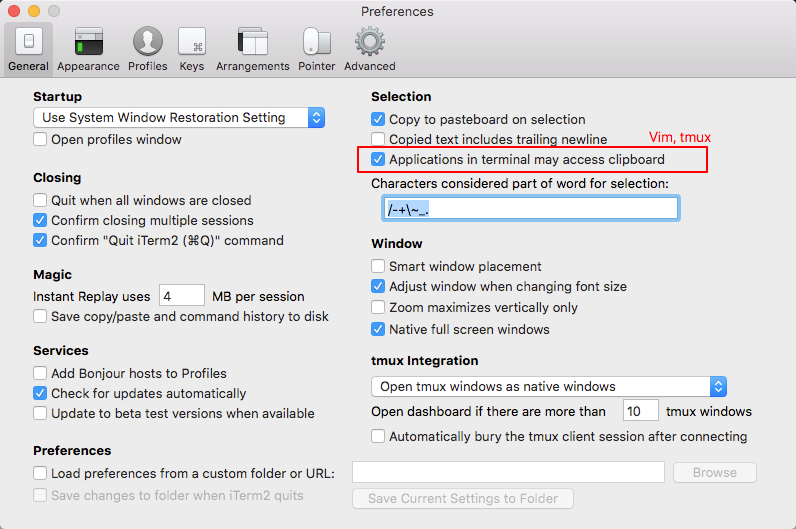 Preferences
General
Appearance
Profiles
⌘
Keys
Arrangements
Pointer
Advanced
Startup
Use System Window Restoration Setting
Open profiles window
Closing
Quit when all windows are closed
Confirm closing multiple sessions
Confirm "Quit iTerm2 (⌘Q)" command
Magic
Instant Replay uses 4 MB per session
Save copy/paste and command history to disk
Services
Add Bonjour hosts to Profiles
Check for updates automatically
Update to beta test versions when available
Preferences
Load preferences from a custom folder or URL:
Browse
Save changes to folder when iTerm2 quits
Save Current Settings to Folder
Selection
Copy to pasteboard on selection
Copied text includes trailing newline
Vim, tmux
Applications in terminal may access clipboard
Characters considered part of word for selection:
/-+\~_.
Window
Smart window placement
Adjust window when changing font size
Zoom maximizes vertically only
Native full screen windows
tmux Integration
Open tmux windows as native windows
Open dashboard if there are more than 10 tmux windows
Automatically bury the tmux client session after connecting